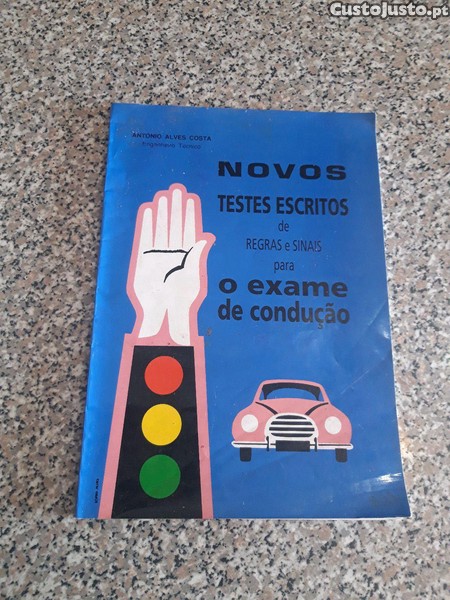 CustoJusto.pt
ANTÓNIO ALVES COSTA
Engenheiro Técnico
NOVOS
TESTES ESCRITOS
de
REGRAS e SINAIS
para
o exame
de condução